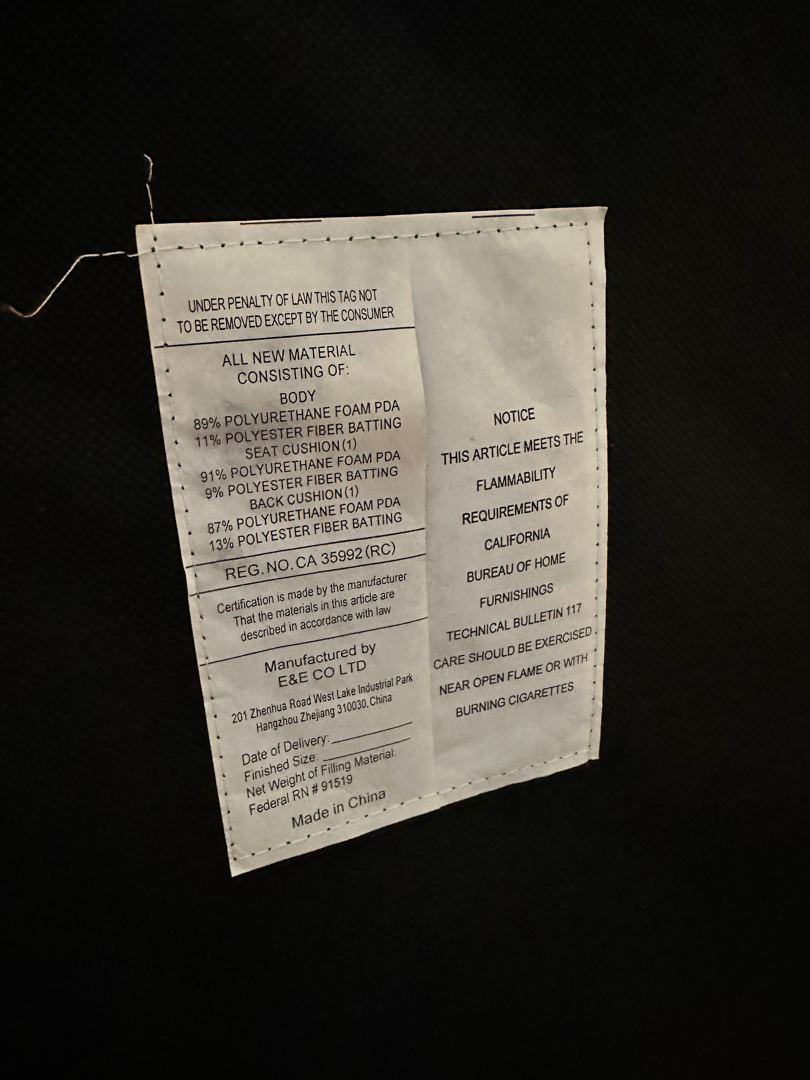 UNDER PENALTY OF LAW THIS TAG NOT
TO BE REMOVED EXCEPT BY THE CONSUMER
ALL NEW MATERIAL
CONSISTING OF:
BODY
89% POLYURETHANE FOAM PDA
11% POLYESTER FIBER BATTING
SEAT CUSHION(1)
91% POLYURETHANE FOAM PDA
9% POLYESTER FIBER BATTING
BACK CUSHION(1)
87% POLYURETHANE FOAM PDA
13% POLYESTER FIBER BATTING
REG. NO. CA 35992 (RC)
Certification is made by the manufacturer
That the materials in this article are
described in accordance with law
Manufactured by
E&E CO LTD
201 Zhenhua Road West Lake Industrial Park
Hangzhou Zhejiang 310030, China
Date of Delivery:
Finished Size:
Net Weight of Filling Material:
Federal RN # 91519
Made in China
NOTICE
THIS ARTICLE MEETS THE
FLAMMABILITY
REQUIREMENTS OF
CALIFORNIA
BUREAU OF HOME
FURNISHINGS
TECHNICAL BULLETIN 117
CARE SHOULD BE EXERCISED
NEAR OPEN FLAME OR WITH
BURNING CIGARETTES